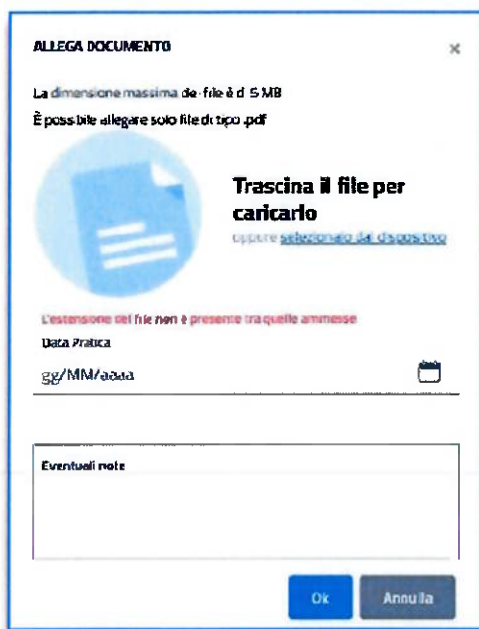 ALLEGA DOCUMENTO ×
La dimensione massima del file è di 5 MB
È possibile allegare solo file di tipo .pdf
Trascina il file per
caricarlo
oppure selezionalo dal dispositivo
L'estensione del file non è presente tra quelle ammesse
Data Pratica
gg/MM/aaaa
Eventuali note
Ok Annulla